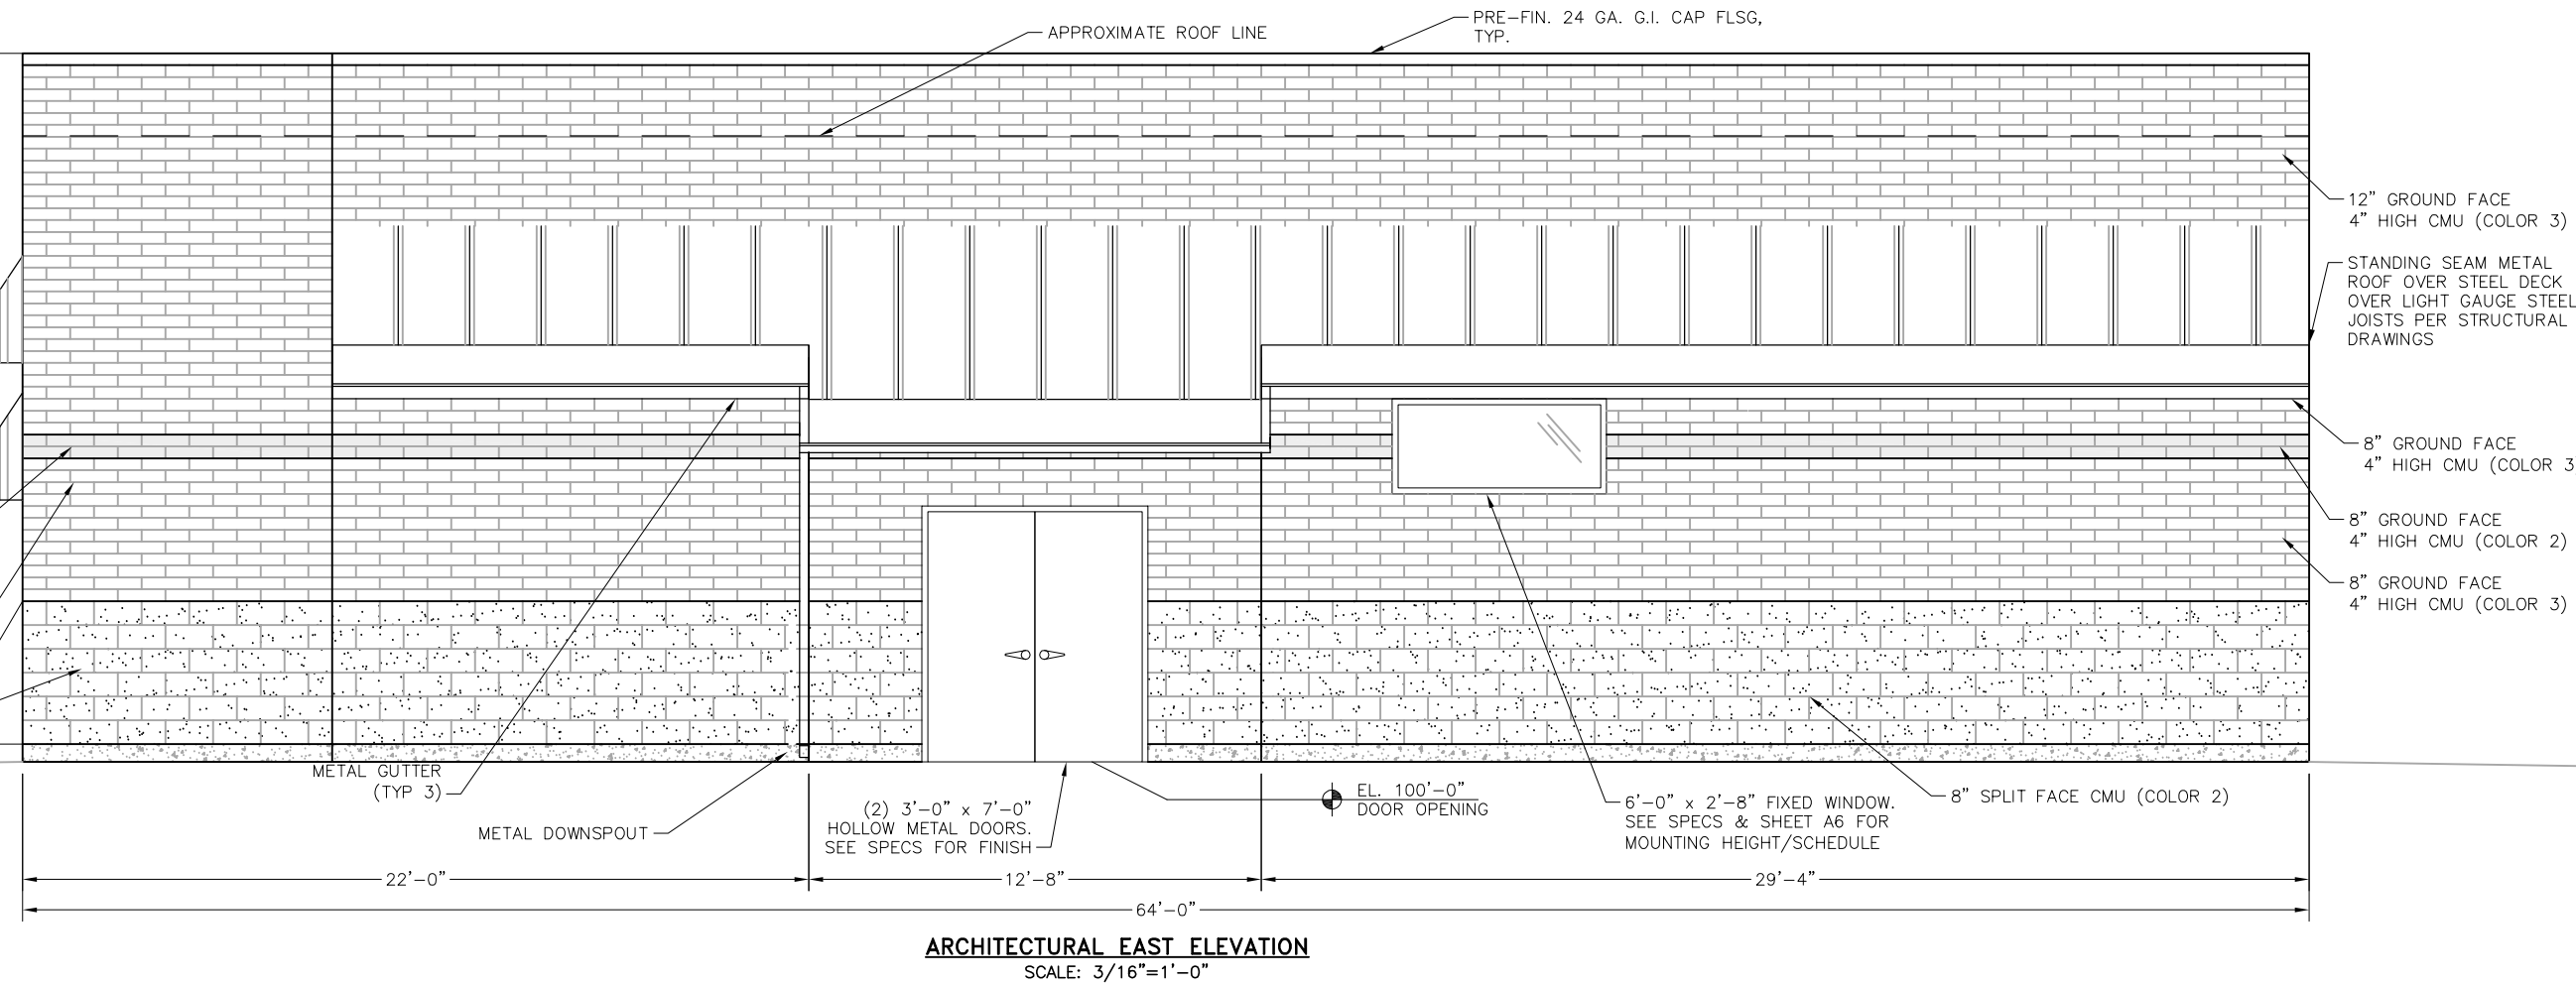 APPROXIMATE ROOF LINE
PRE-FIN. 24 GA. G.I. CAP FLSG,
TYP.
12" GROUND FACE
4" HIGH CMU (COLOR 3)
STANDING SEAM METAL
ROOF OVER STEEL DECK
OVER LIGHT GAUGE STEEL
JOISTS PER STRUCTURAL
DRAWINGS
8" GROUND FACE
4" HIGH CMU (COLOR 3
8" GROUND FACE
4" HIGH CMU (COLOR 2)
8" GROUND FACE
4" HIGH CMU (COLOR 3)
METAL GUTTER
(TYP 3)
METAL DOWNSPOUT
(2) 3'-0" x 7'-0"
HOLLOW METAL DOORS.
SEE SPECS FOR FINISH
EL. 100'-0"
DOOR OPENING
6'-0" x 2'-8" FIXED WINDOW.
SEE SPECS & SHEET A6 FOR
MOUNTING HEIGHT/SCHEDULE
8" SPLIT FACE CMU (COLOR 2)
22'-0"
12'-8"
29'-4"
64'-0"
ARCHITECTURAL EAST ELEVATION
SCALE: 3/16"=1'-0"